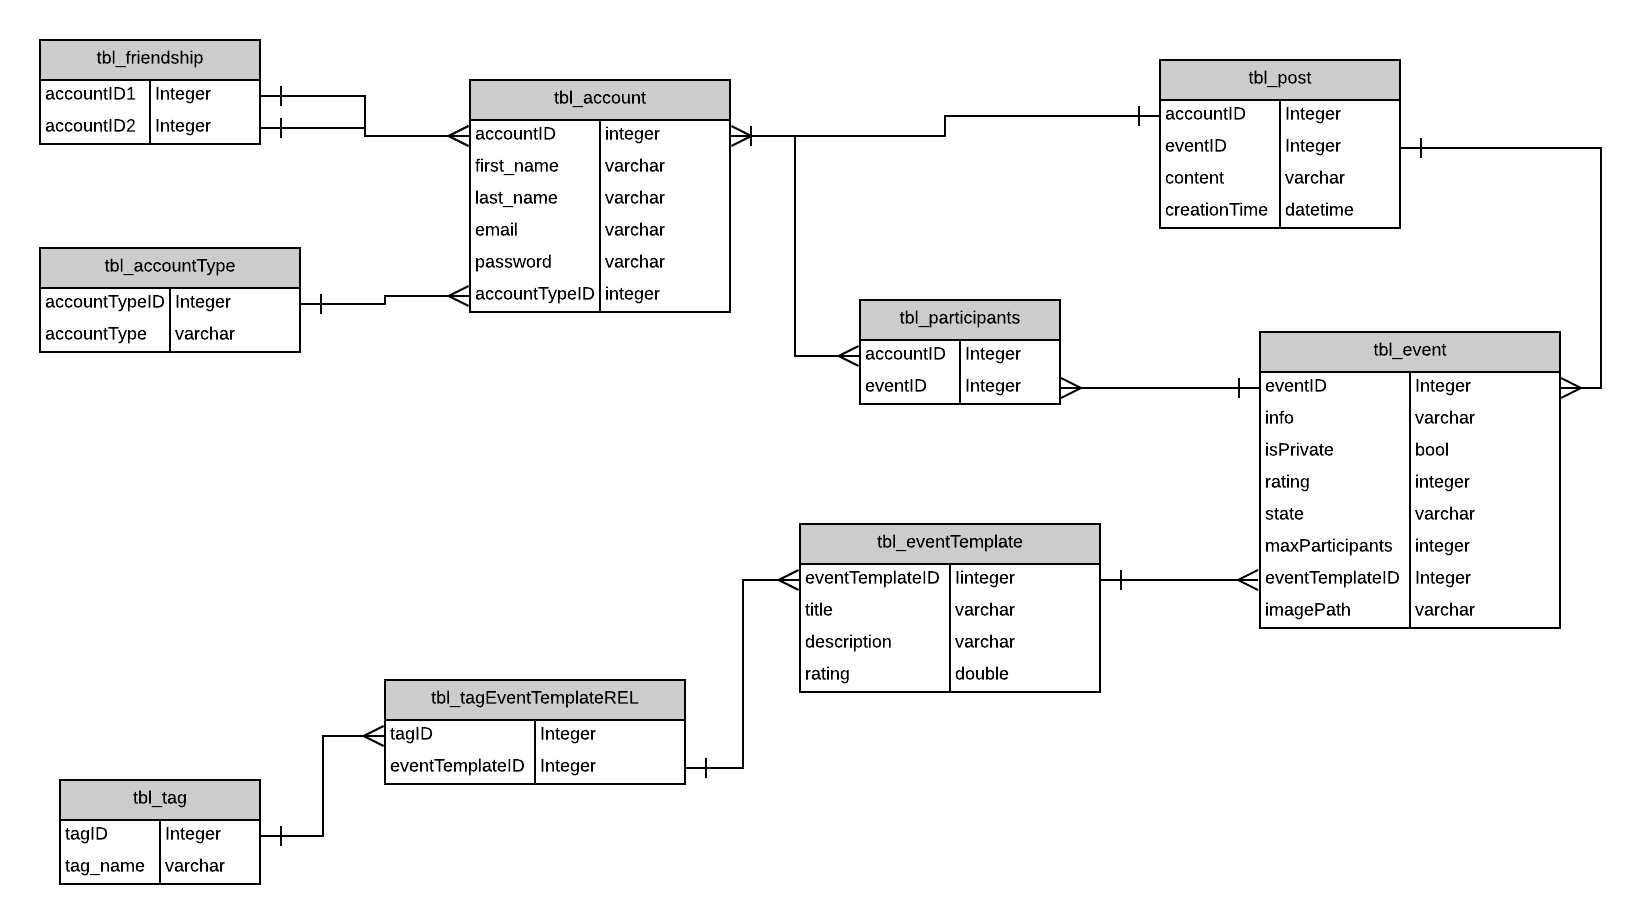 tbl_friendship
accountID1 Integer
accountID2 Integer
tbl_accountType
accountTypeID Integer
accountType varchar
tbl_account
accountID integer
first_name varchar
last_name varchar
email varchar
password varchar
accountTypeID integer
tbl_post
accountID Integer
eventID Integer
content varchar
creationTime datetime
tbl_participants
accountID Integer
eventID Integer
tbl_event
eventID Integer
info varchar
isPrivate bool
rating integer
state varchar
maxParticipants integer
eventTemplateID Integer
imagePath varchar
tbl_eventTemplate
eventTemplateID Iinteger
title varchar
description varchar
rating double
tbl_tagEventTemplateREL
tagID Integer
eventTemplateID Integer
tbl_tag
tagID Integer
tag_name varchar